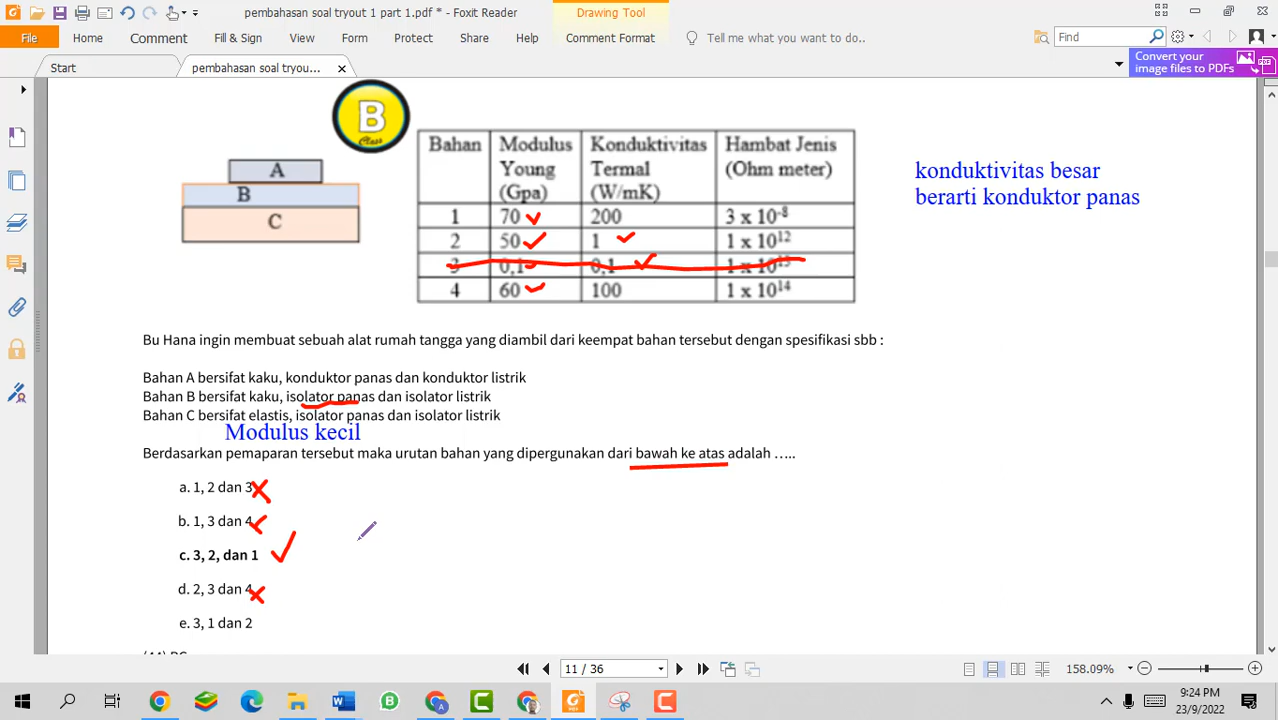 pembahasan soal tryout 1 part 1.pdf * - Foxit Reader
Drawing Tool
File Home Comment Fill & Sign View Form Protect Share Help Comment Format Tell me what you want to do.. Find
Start pembahasan soal tryou...
Convert your image files to PDFs
B
Class
A
B
C
Bahan Modulus Young (Gpa) Konduktivitas Termal (W/mK) Hambat Jenis (Ohm meter)
1 70 200 3 x 10⁻⁸
2 50 1 1 x 10¹²
3 0,1 0,1 1 x 10¹⁵
4 60 100 1 x 10¹⁴
konduktivitas besar
berarti konduktor panas
Bu Hana ingin membuat sebuah alat rumah tangga yang diambil dari keempat bahan tersebut dengan spesifikasi sbb :
Bahan A bersifat kaku, konduktor panas dan konduktor listrik
Bahan B bersifat kaku, isolator panas dan isolator listrik
Bahan C bersifat elastis, isolator panas dan isolator listrik
Modulus kecil
Berdasarkan pemaparan tersebut maka urutan bahan yang dipergunakan dari bawah ke atas adalah …..
a. 1, 2 dan 3
b. 1, 3 dan 4
c. 3, 2, dan 1
d. 2, 3 dan 4
e. 3, 1 dan 2
11 / 36
158.09%
9:24 PM
23/9/2022